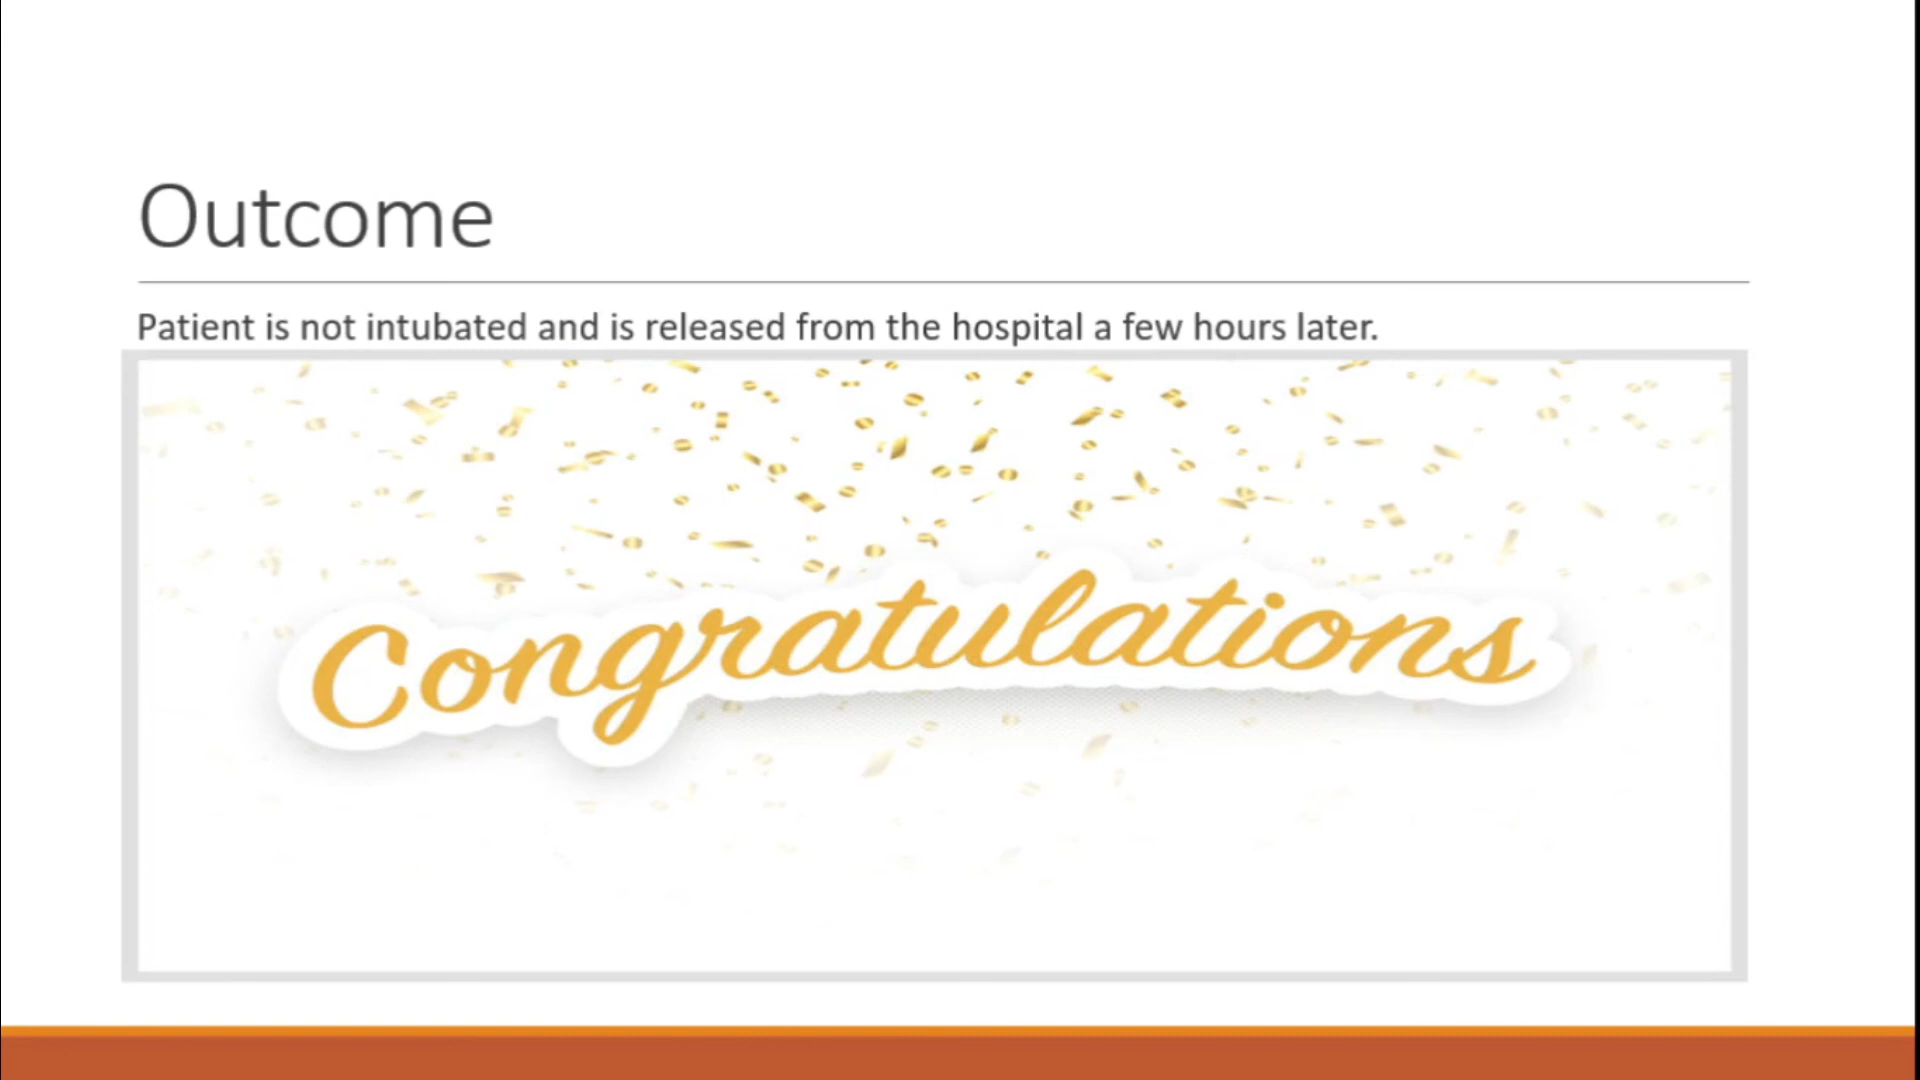 Outcome
Patient is not intubated and is released from the hospital a few hours later.
Congratulations